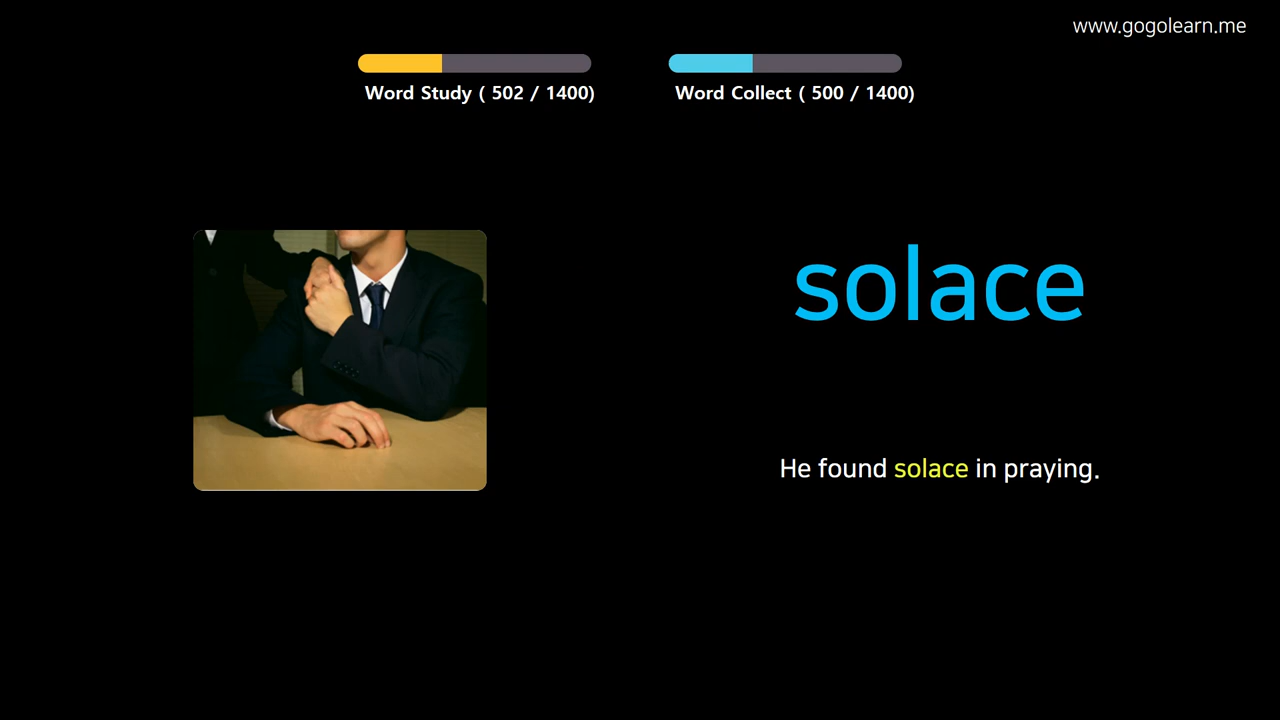 www.gogolearn.me
Word Study ( 502 / 1400)
Word Collect ( 500 / 1400)
solace
He found solace in praying.